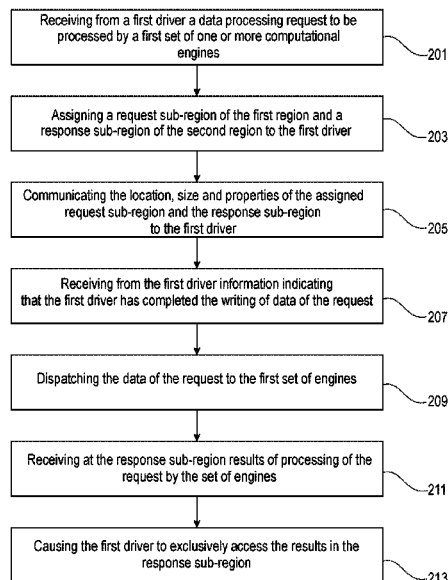 Receiving from a first driver a data processing request to be
processed by a first set of one or more computational
engines
201
Assigning a request sub-region of the first region and a
response sub-region of the second region to the first driver
203
Communicating the location, size and properties of the assigned
request sub-region and the response sub-region
to the first driver
205
Receiving from the first driver information indicating
that the first driver has completed the writing of data of the request
207
Dispatching the data of the request to the first set of engines
209
Receiving at the response sub-region results of processing of the
request by the set of engines
211
Causing the first driver to exclusively access the results in the
response sub-region
213